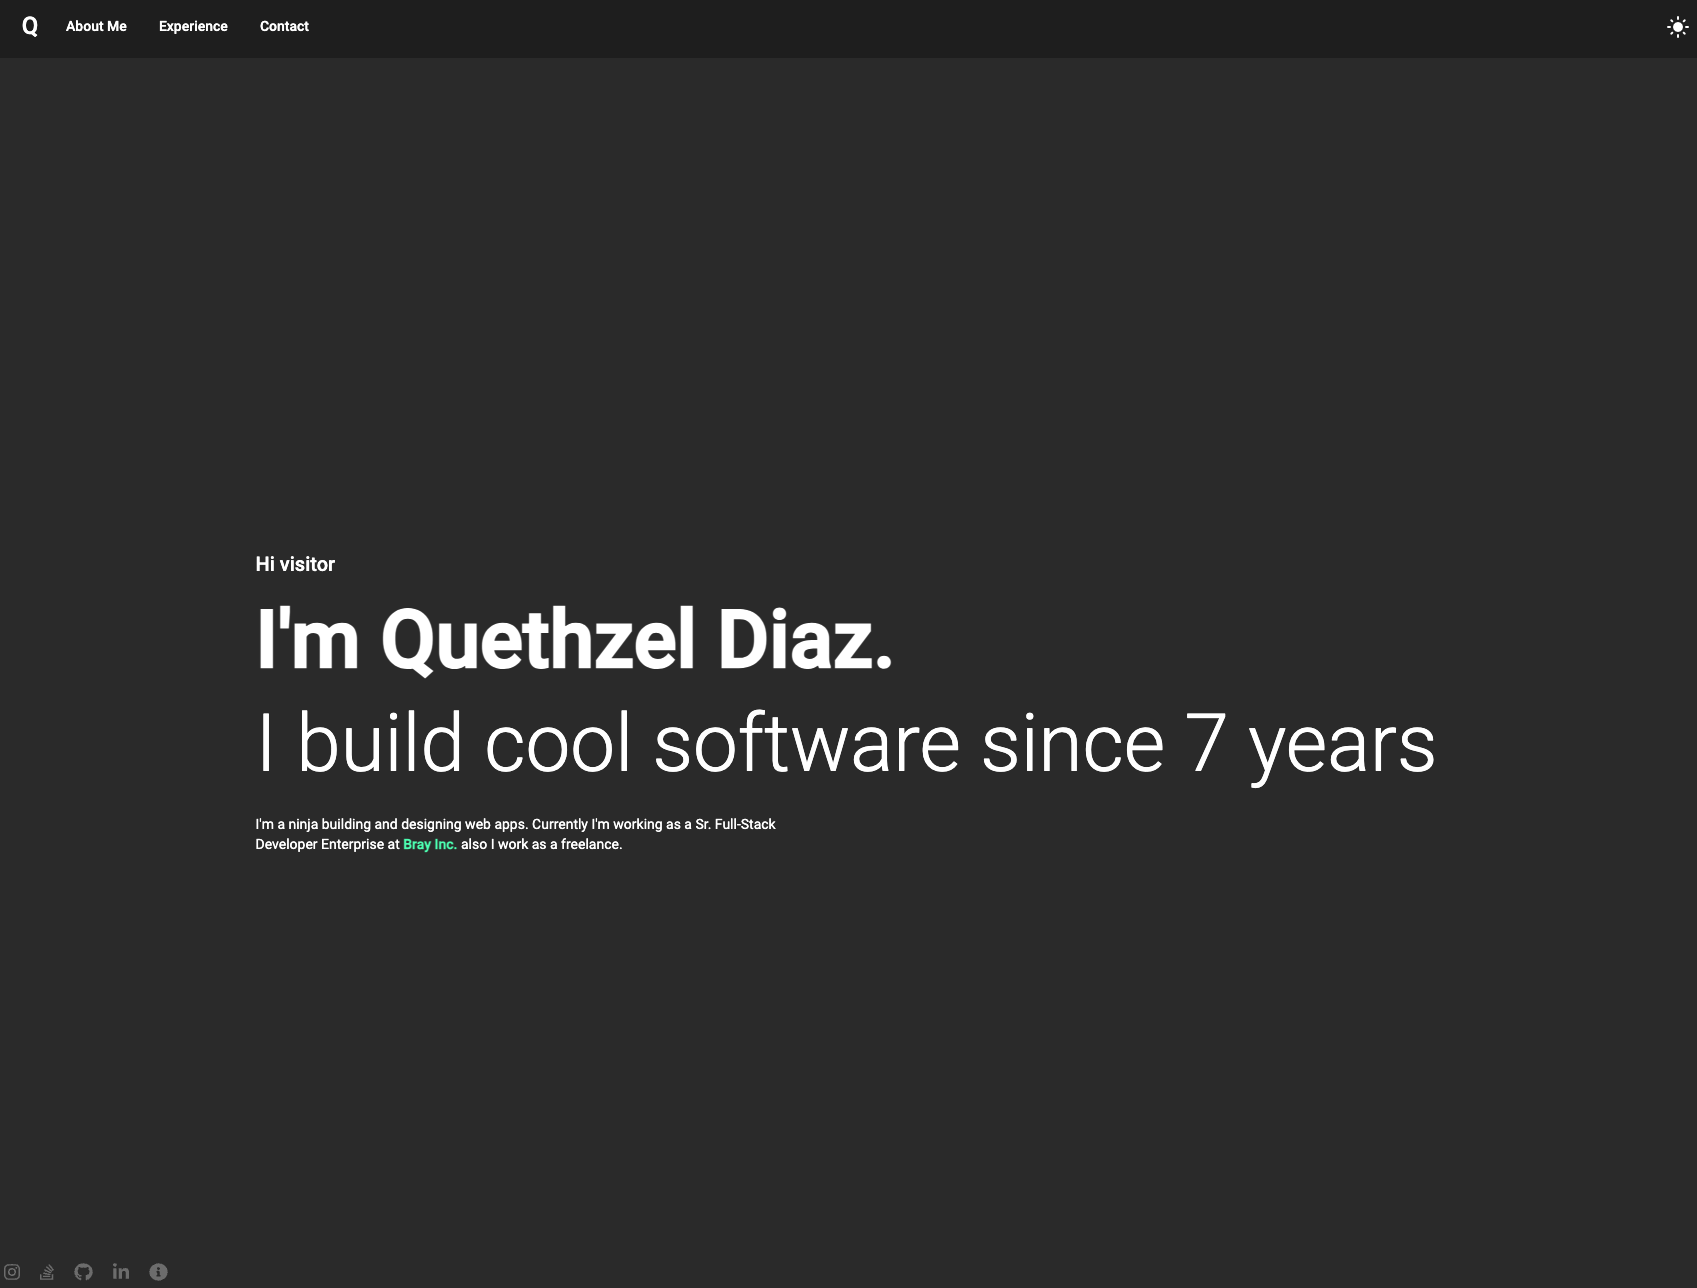 Q
About Me
Experience
Contact
Hi visitor
I'm Quethzel Diaz.
I build cool software since 7 years
I'm a ninja building and designing web apps. Currently I'm working as a Sr. Full-Stack
Developer Enterprise at Bray Inc. also I work as a freelance.